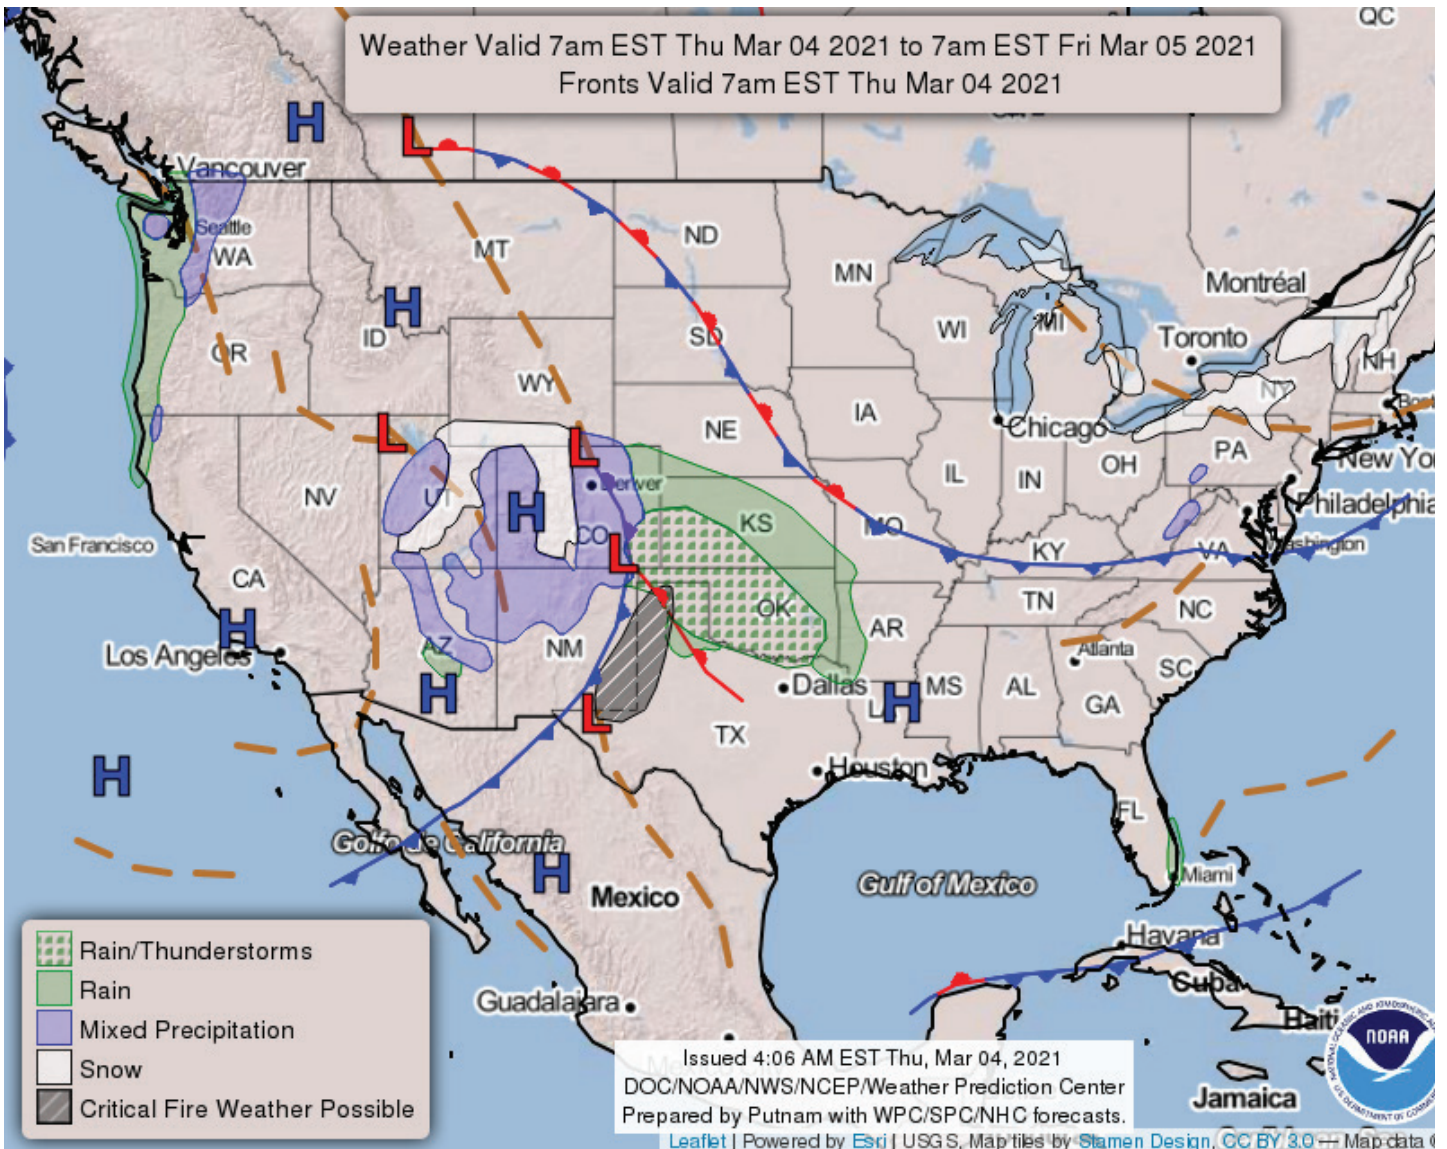 QC
Weather Valid 7am EST Thu Mar 04 2021 to 7am EST Fri Mar 05 2021
Fronts Valid 7am EST Thu Mar 04 2021
H
L
Vancouver
Seattle
WA
MT
ND
MN
Montréal
H
ID
OR
SD
WI
MI
Toronto
NH
WY
NY
IA
L
L
NE
Chicago
OH
PA
New Yo
IL
IN
NV
UT
Denver
H
CO
KS
MO
KY
VA
Philadelphia
Washington
San Francisco
CA
L
OK
TN
NC
AR
H
Los Angeles
AZ
NM
Atlanta
SC
H
Dallas
H
MS
AL
GA
L
TX
Houston
H
FL
Golfo de California
H
Mexico
Gulf of Mexico
Miami
Havana
Cuba
Guadalajara
Haiti
Jamaica
Rain/Thunderstorms
Rain
Mixed Precipitation
Snow
Critical Fire Weather Possible
Issued 4:06 AM EST Thu, Mar 04, 2021
DOC/NOAA/NWS/NCEP/Weather Prediction Center
Prepared by Putnam with WPC/SPC/NHC forecasts.
NOAA
Leaflet | Powered by Esri | USGS, Map tiles by Stamen Design, CC BY 3.0 — Map data ©